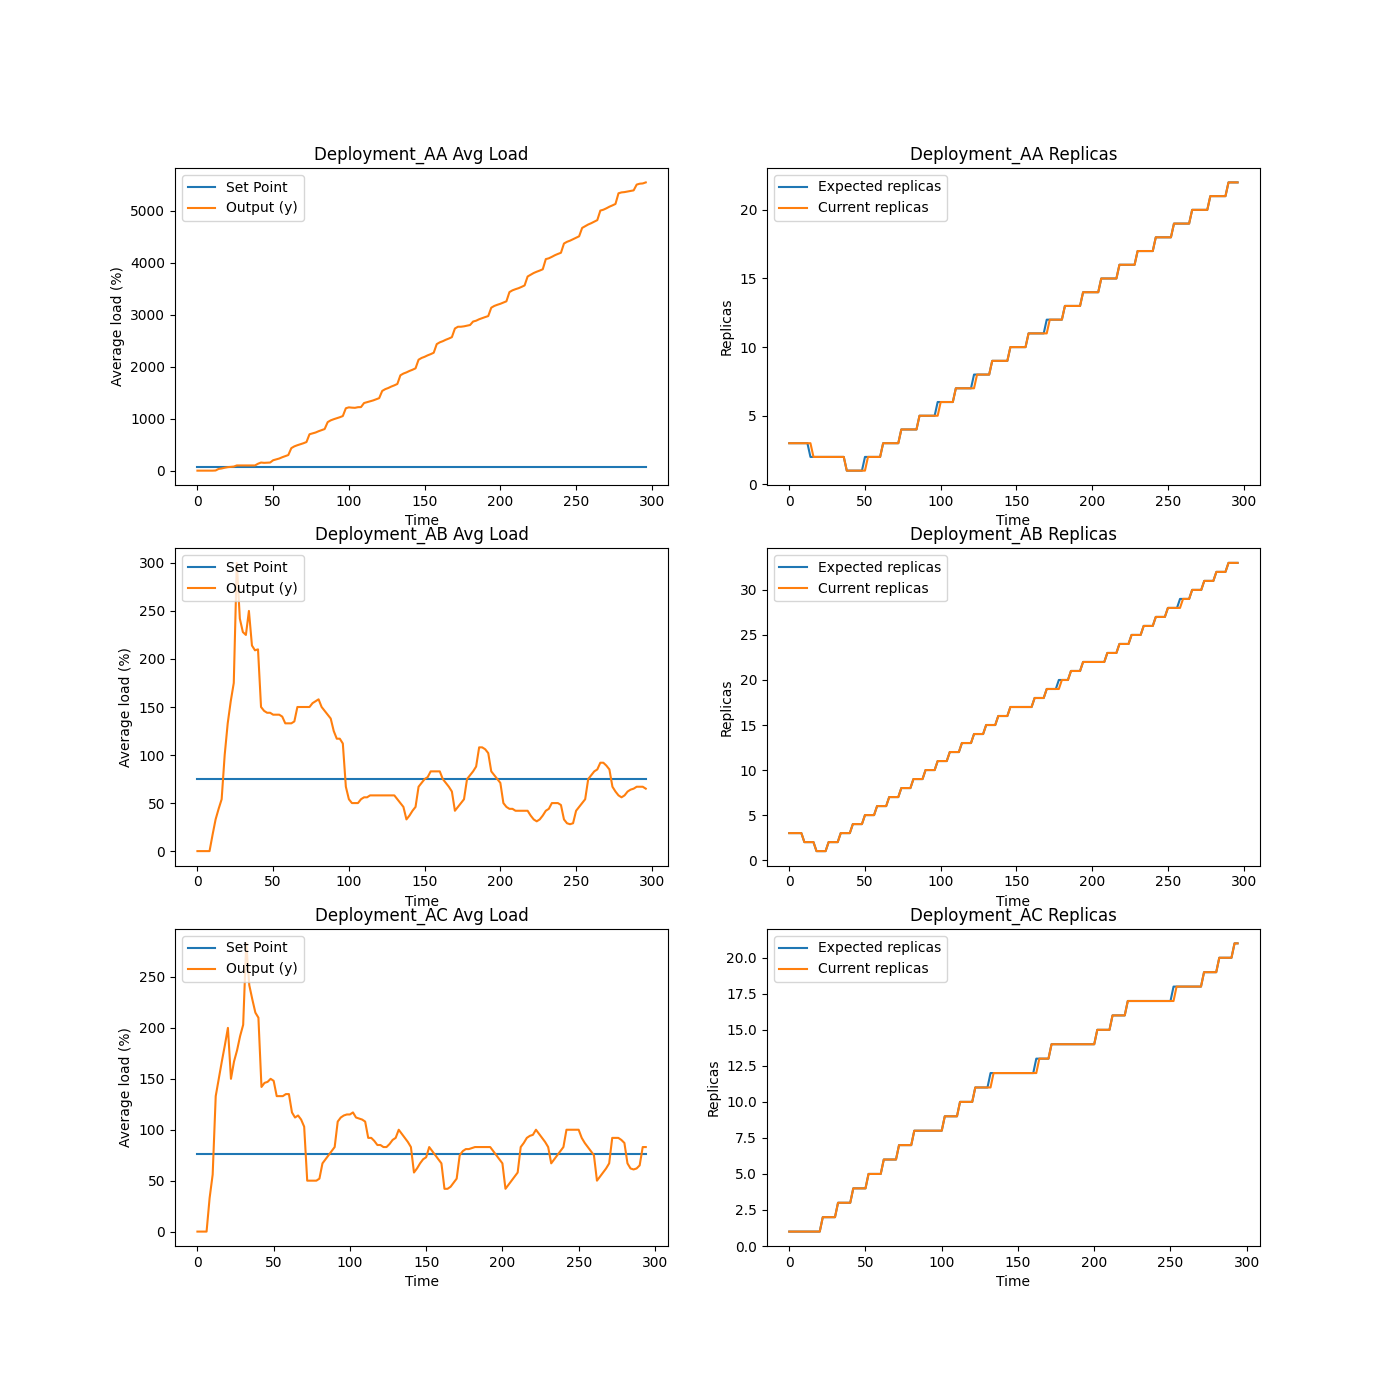 Deployment_AA Avg Load
Set Point
Output (y)
Average load (%)
5000
4000
3000
2000
1000
0
0 50 100 150 200 250 300
Time
Deployment_AA Replicas
Expected replicas
Current replicas
Replicas
20
15
10
5
0
0 50 100 150 200 250 300
Time
Deployment_AB Avg Load
Set Point
Output (y)
Average load (%)
300
250
200
150
100
50
0
0 50 100 150 200 250 300
Time
Deployment_AB Replicas
Expected replicas
Current replicas
Replicas
30
25
20
15
10
5
0
0 50 100 150 200 250 300
Time
Deployment_AC Avg Load
Set Point
Output (y)
Average load (%)
250
200
150
100
50
0
0 50 100 150 200 250 300
Time
Deployment_AC Replicas
Expected replicas
Current replicas
Replicas
20.0
17.5
15.0
12.5
10.0
7.5
5.0
2.5
0.0
0 50 100 150 200 250 300
Time